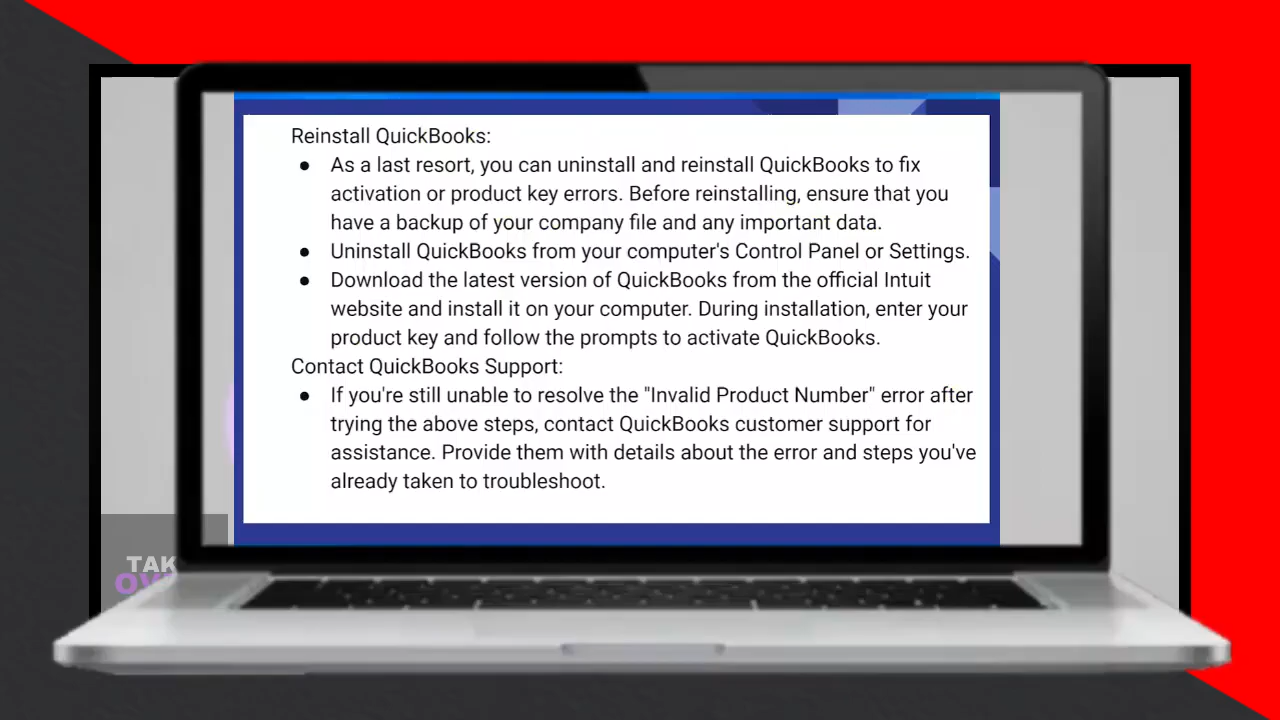 Reinstall QuickBooks:
● As a last resort, you can uninstall and reinstall QuickBooks to fix
activation or product key errors. Before reinstalling, ensure that you
have a backup of your company file and any important data.
● Uninstall QuickBooks from your computer's Control Panel or Settings.
● Download the latest version of QuickBooks from the official Intuit
website and install it on your computer. During installation, enter your
product key and follow the prompts to activate QuickBooks.
Contact QuickBooks Support:
● If you're still unable to resolve the "Invalid Product Number" error after
trying the above steps, contact QuickBooks customer support for
assistance. Provide them with details about the error and steps you've
already taken to troubleshoot.